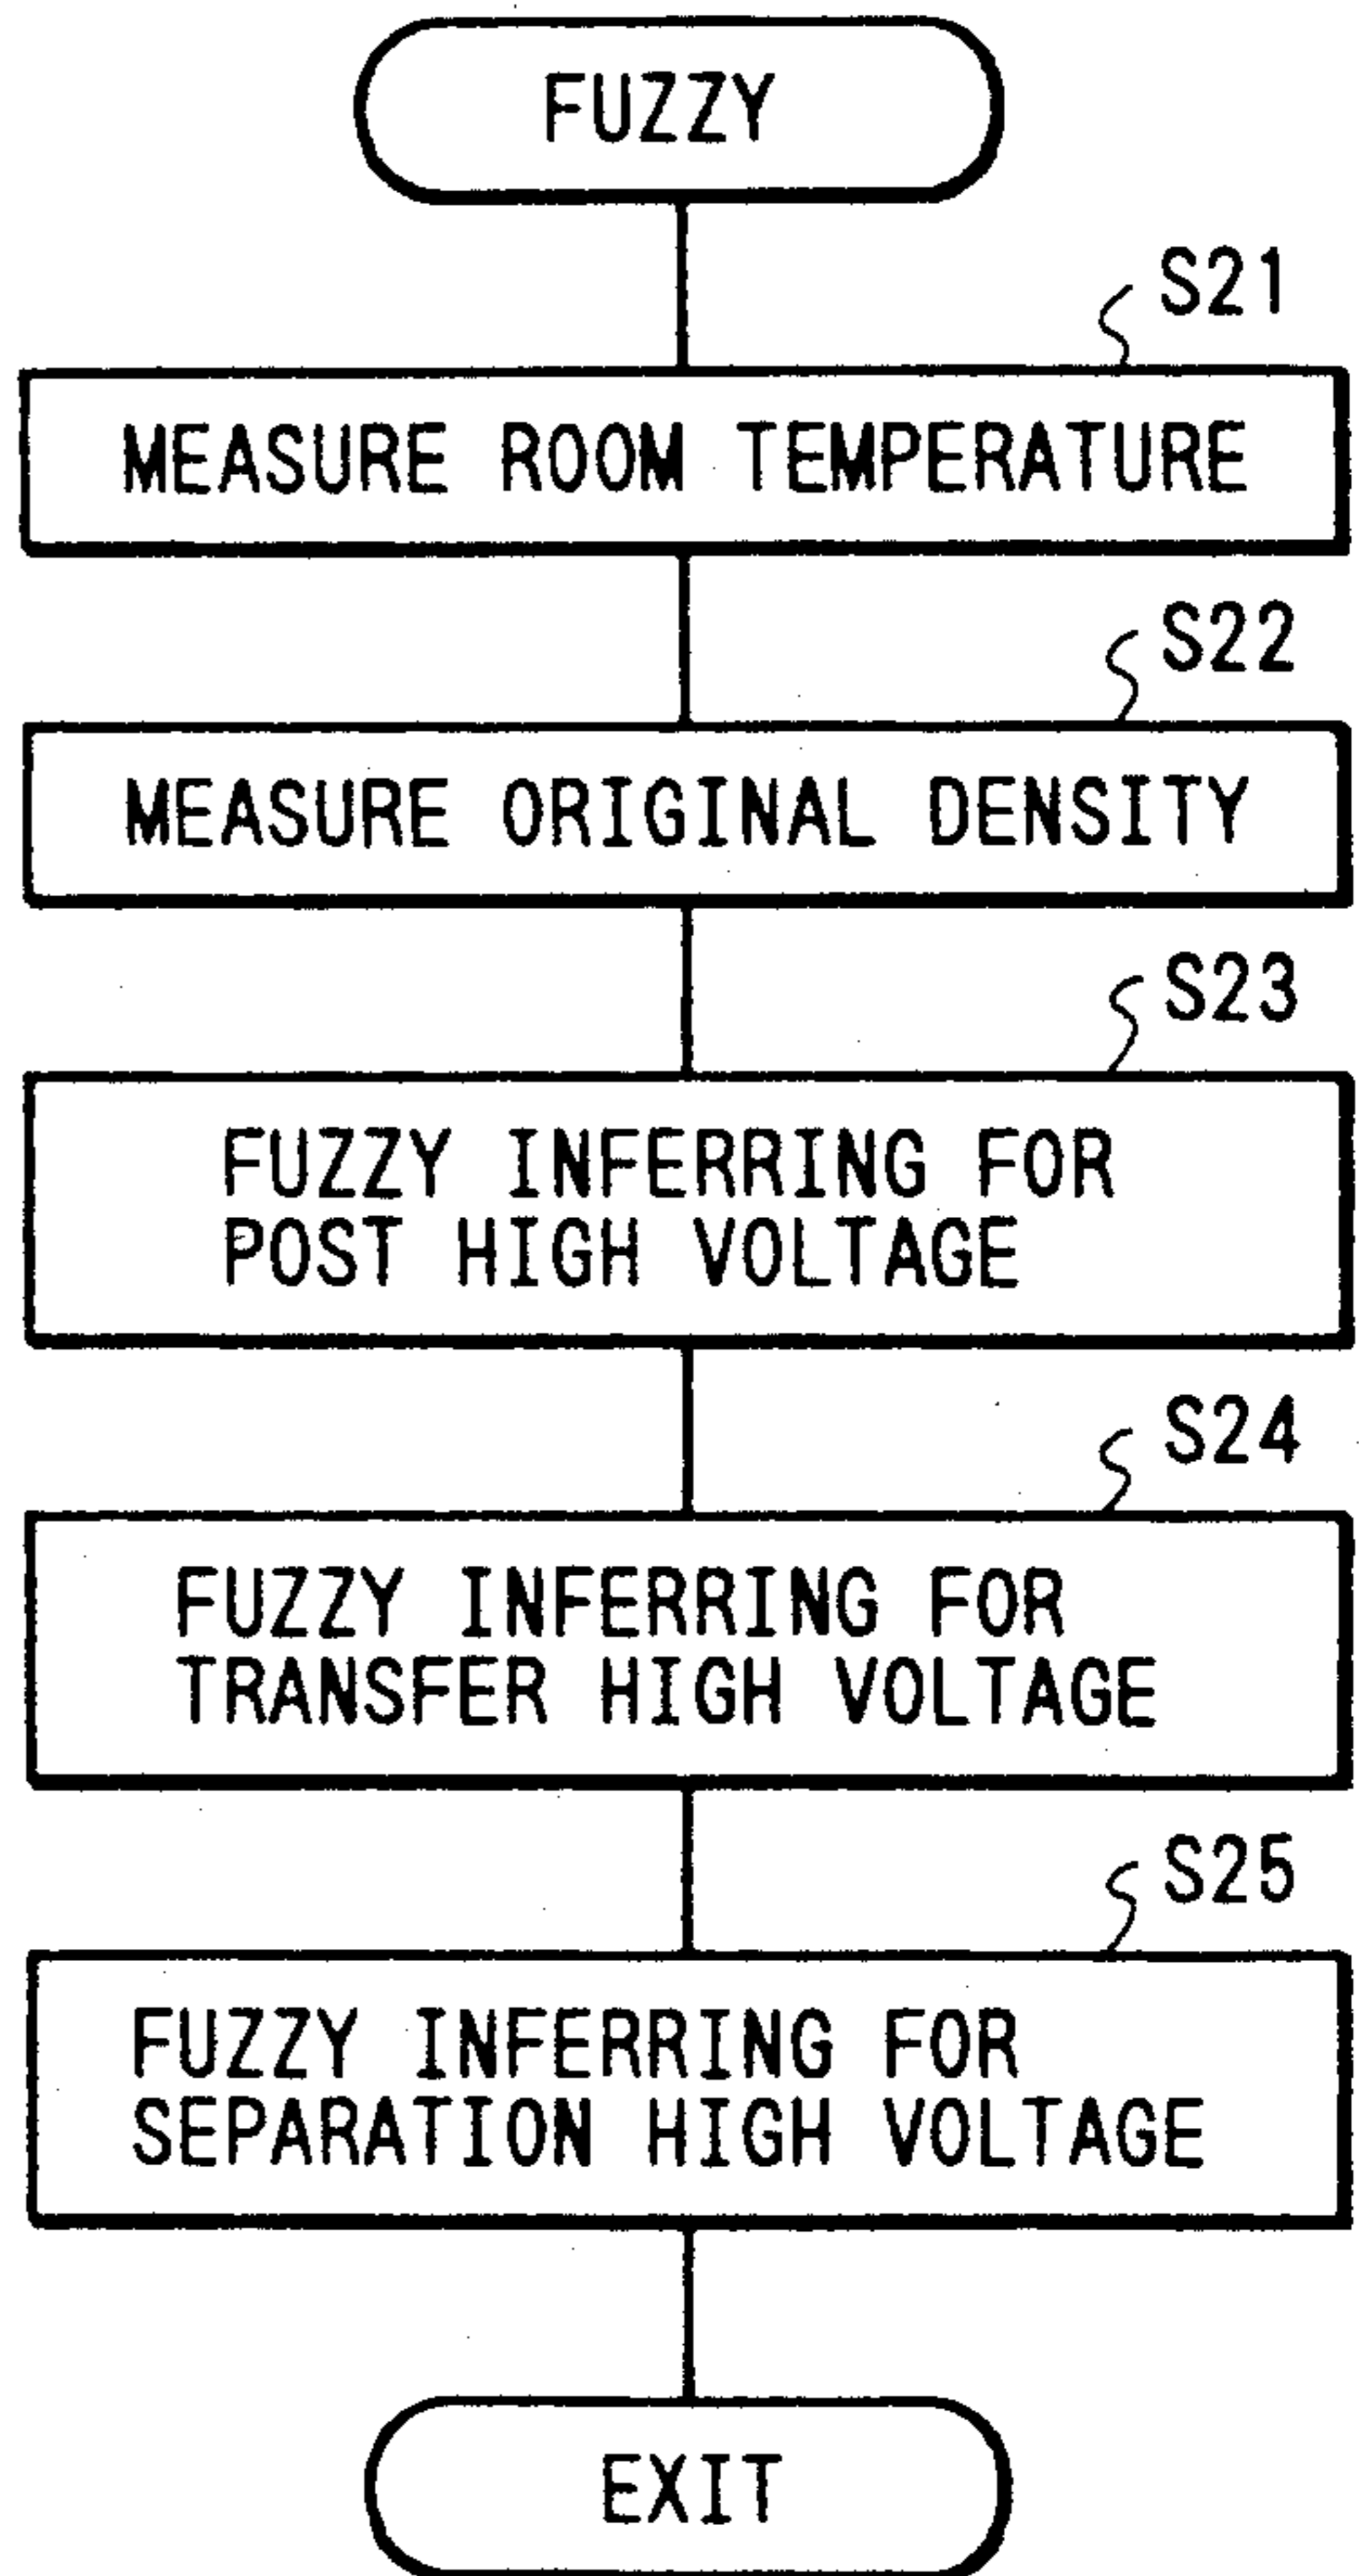 FUZZY
S21
MEASURE ROOM TEMPERATURE
S22
MEASURE ORIGINAL DENSITY
S23
FUZZY INFERRING FOR
POST HIGH VOLTAGE
S24
FUZZY INFERRING FOR
TRANSFER HIGH VOLTAGE
S25
FUZZY INFERRING FOR
SEPARATION HIGH VOLTAGE
EXIT